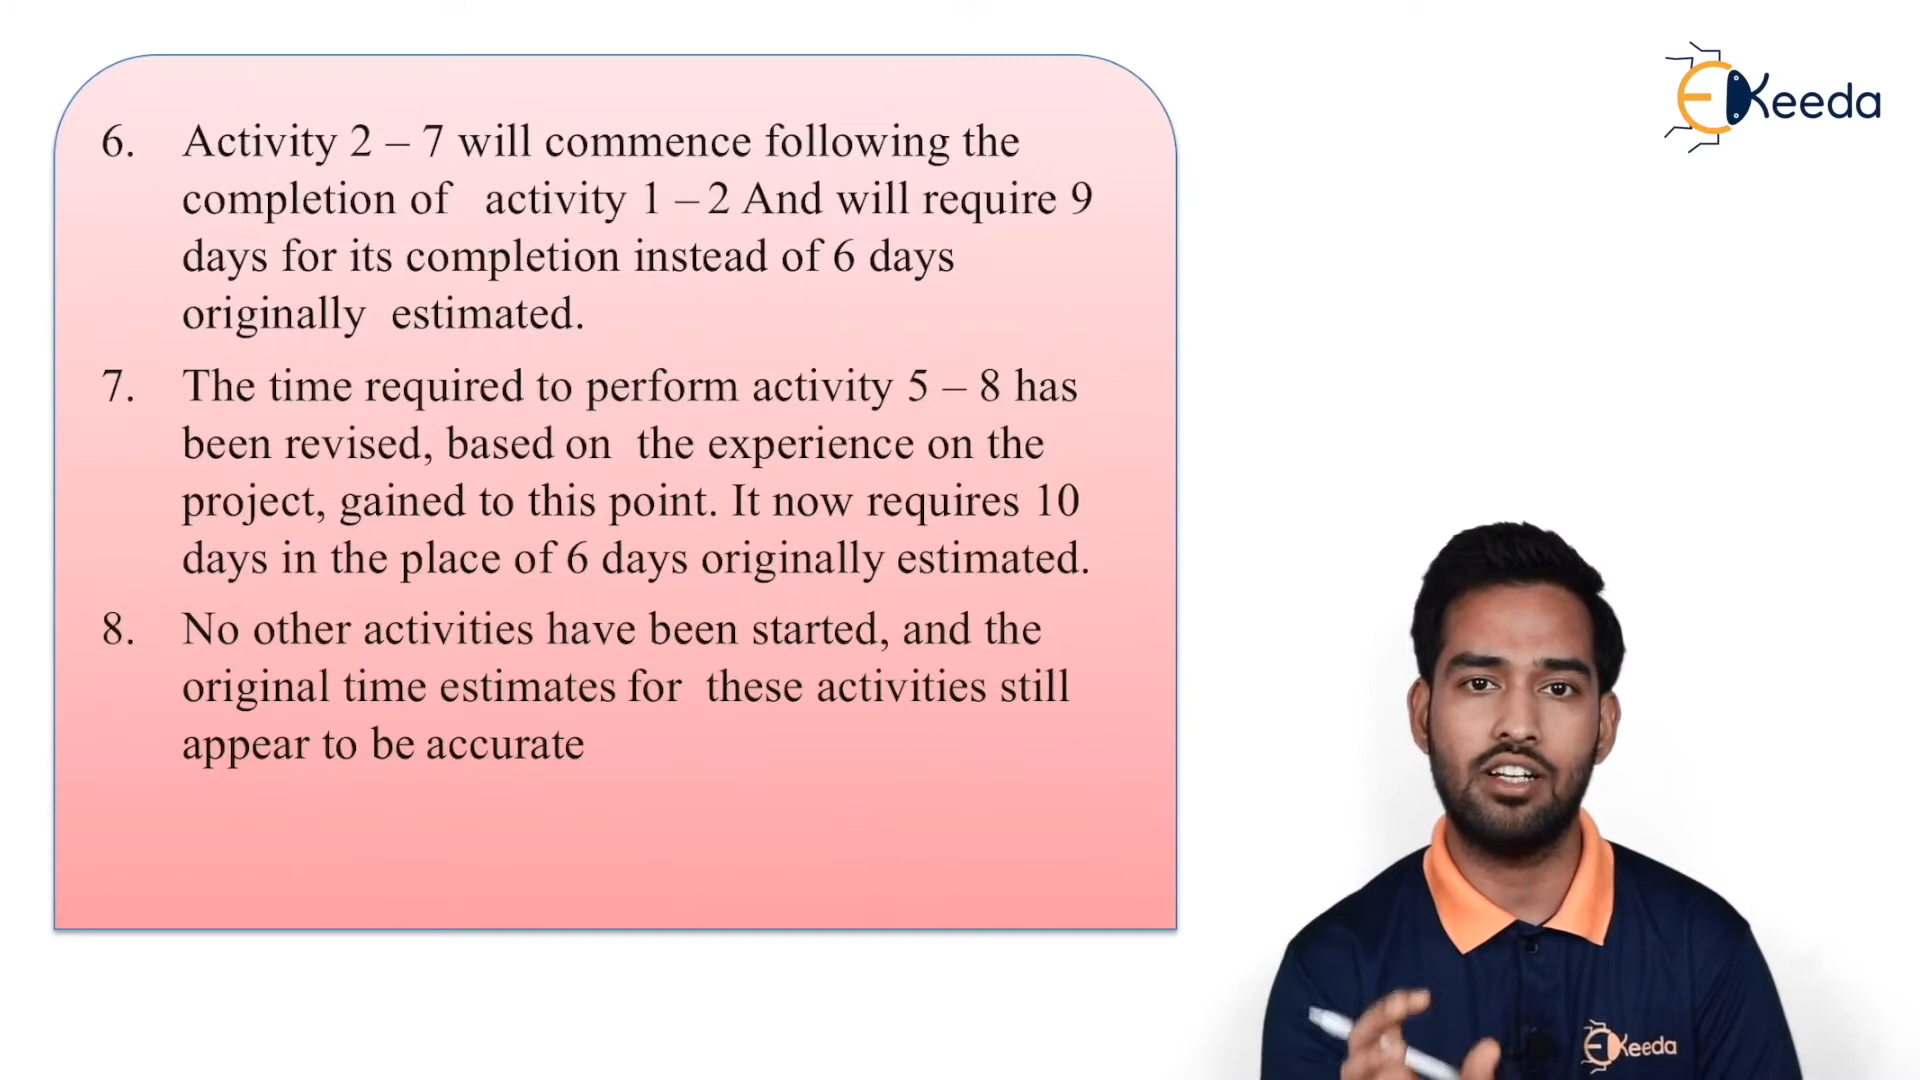 EKeeda
6. Activity 2 – 7 will commence following the
completion of activity 1 – 2 And will require 9
days for its completion instead of 6 days
originally estimated.
7. The time required to perform activity 5 – 8 has
been revised, based on the experience on the
project, gained to this point. It now requires 10
days in the place of 6 days originally estimated.
8. No other activities have been started, and the
original time estimates for these activities still
appear to be accurate
EKeeda